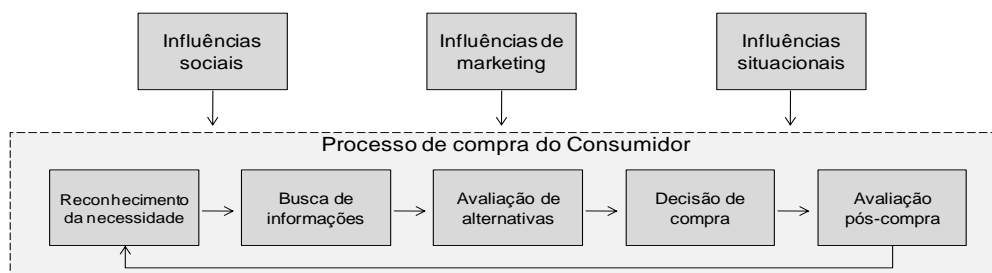 Influências
sociais
Influências de
marketing
Influências
situacionais
Processo de compra do Consumidor
Reconhecimento
da necessidade
Busca de
informações
Avaliação de
alternativas
Decisão de
compra
Avaliação
pós-compra